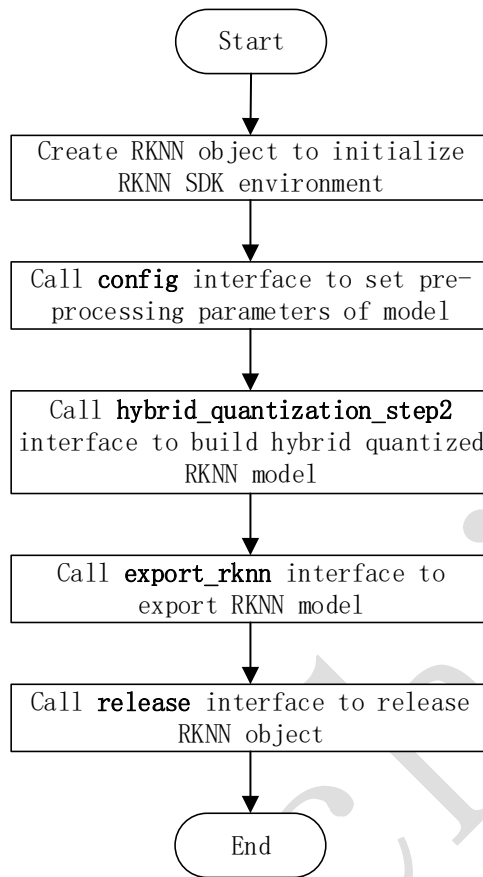 Start
Create RKNN object to initialize
RKNN SDK environment
Call config interface to set pre-
processing parameters of model
Call hybrid_quantization_step2
interface to build hybrid quantized
RKNN model
Call export_rknn interface to
export RKNN model
Call release interface to release
RKNN object
End